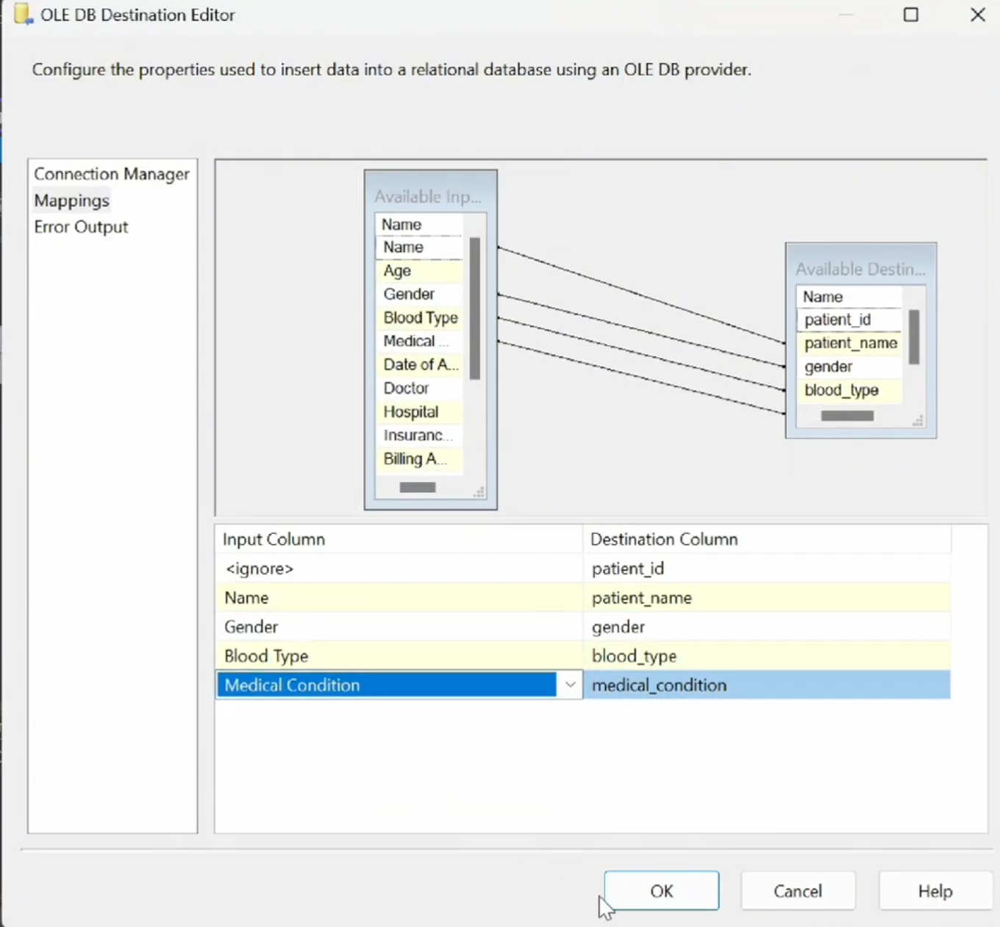 OLE DB Destination Editor
Configure the properties used to insert data into a relational database using an OLE DB provider.
Connection Manager
Mappings
Error Output
Available Inp...
Name
Name
Age
Gender
Blood Type
Medical ...
Date of A...
Doctor
Hospital
Insuranc...
Billing A...
Available Destin...
Name
patient_id
patient_name
gender
blood_type
Input Column Destination Column
<ignore> patient_id
Name patient_name
Gender gender
Blood Type blood_type
Medical Condition medical_condition
OK Cancel Help